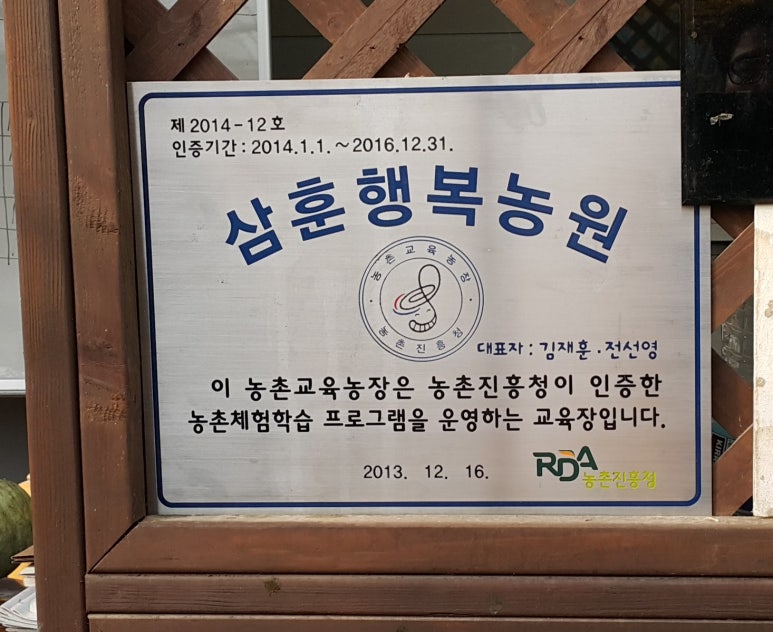 제 2014-12호
인증기간 : 2014.1.1. ~ 2016.12.31.
삼훈행복농원
농촌교육농장
농촌진흥청
대표자 : 김재훈 . 전선영
이 농촌교육농장은 농촌진흥청이 인증한
농촌체험학습 프로그램을 운영하는 교육장입니다.
2013. 12. 16.
RDA
농촌진흥청